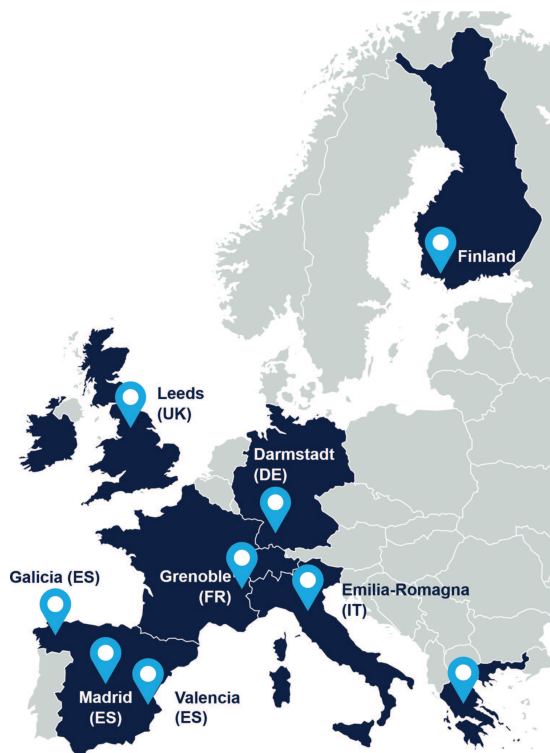 Finland
Leeds
(UK)
Darmstadt
(DE)
Galicia (ES)
Grenoble
(FR)
Emilia-Romagna
(IT)
Madrid
(ES)
Valencia
(ES)